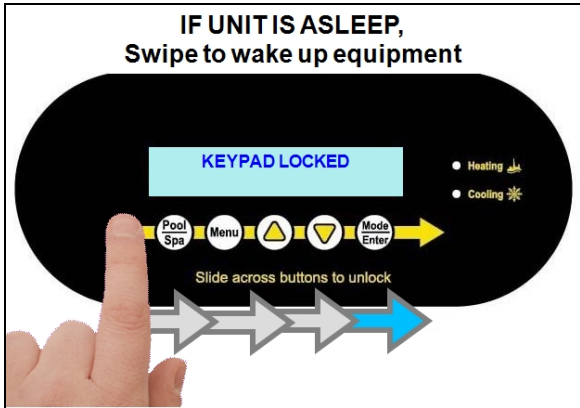 IF UNIT IS ASLEEP,
Swipe to wake up equipment
KEYPAD LOCKED
Heating
Cooling
Pool
Spa
Menu
Mode
Enter
Slide across buttons to unlock